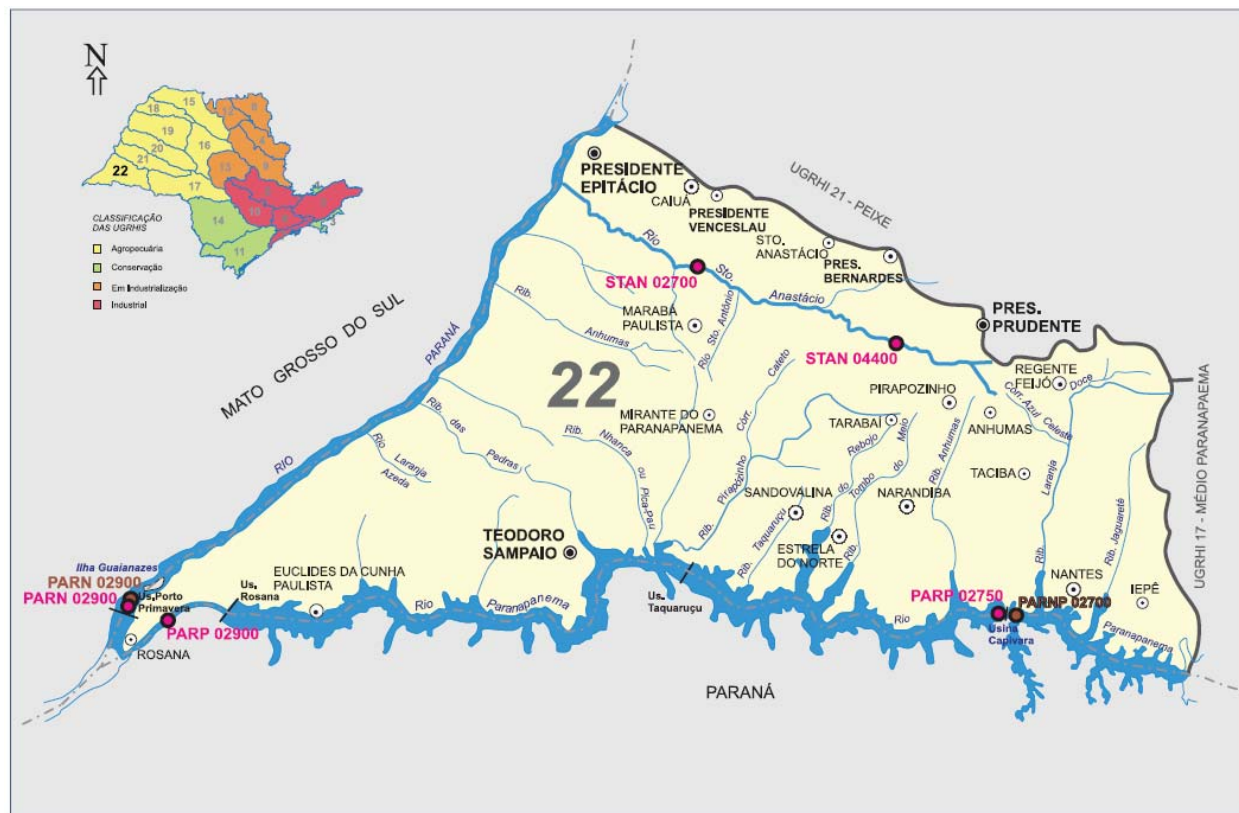 N
15
18
19
16
20
21
22
17
13
10
14
11
3
CLASSIFICAÇÃO
DAS UGRHIS
Agropecuária
Conservação
Em Industrialização
Industrial
MATO GROSSO DO SUL
RIO
PARANÁ
UGRHI 21 - PEIXE
UGRHI 17 - MÉDIO PARANAPAEMA
PARANÁ
22
PRESIDENTE
EPITÁCIO
CAIUÁ
PRESIDENTE
VENCESLAU
STO.
ANASTÁCIO
PRES.
BERNARDES
PRES.
PRUDENTE
Rio
Sto.
Anastácio
STAN 02700
STAN 04400
MARABÁ
PAULISTA
Rio Sto. Antônio
Rib.
Anhumas
REGENTE
FEIJÓ
PIRAPOZINHO
ANHUMAS
TARABAÍ
MIRANTE DO
PARANAPANEMA
Rib. das
Pedras
Rib.
Nhanca ou Pica-Pau
Rio
Laranja
Azeda
Rib. Pirapózinho
Córr. Cafeto
Rib. do Rebojo
Rib. Tombo do Meio
Rib. Anhumas
Córr. Azul Celeste
Rib. Laranja Doce
Rib. Jaguaretê
Rib. Taquaruçu
TACIBA
SANDOVALINA
NARANDIBA
ESTRELA
DO NORTE
TEODORO
SAMPAIO
NANTES
IEPÊ
EUCLIDES DA CUNHA
PAULISTA
Ilha Guaianazes
PARN 02900
PARN 02900
Us.Porto
Primavera
Us.
Rosana
PARP 02900
ROSANA
Rio
Paranapanema
Us.
Taquaruçu
Rio
PARP 02750
PARNP 02700
Usina
Capivara
Paranapanema